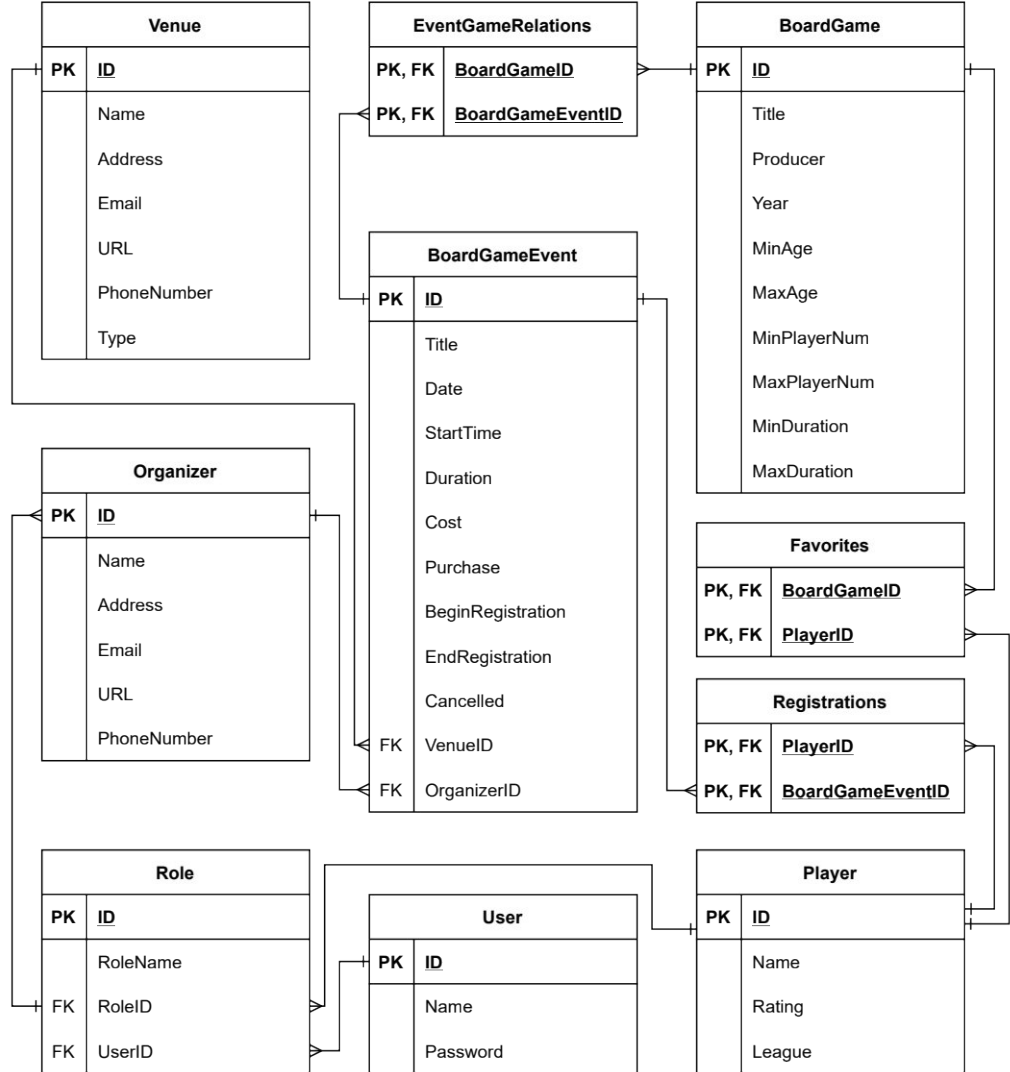 Venue
PK ID
Name
Address
Email
URL
PhoneNumber
Type
EventGameRelations
PK, FK BoardGameID
PK, FK BoardGameEventID
BoardGame
PK ID
Title
Producer
Year
MinAge
MaxAge
MinPlayerNum
MaxPlayerNum
MinDuration
MaxDuration
BoardGameEvent
PK ID
Title
Date
StartTime
Duration
Cost
Purchase
BeginRegistration
EndRegistration
Cancelled
FK VenueID
FK OrganizerID
Organizer
PK ID
Name
Address
Email
URL
PhoneNumber
Favorites
PK, FK BoardGameID
PK, FK PlayerID
Registrations
PK, FK PlayerID
PK, FK BoardGameEventID
Role
PK ID
RoleName
FK RoleID
FK UserID
User
PK ID
Name
Password
Player
PK ID
Name
Rating
League